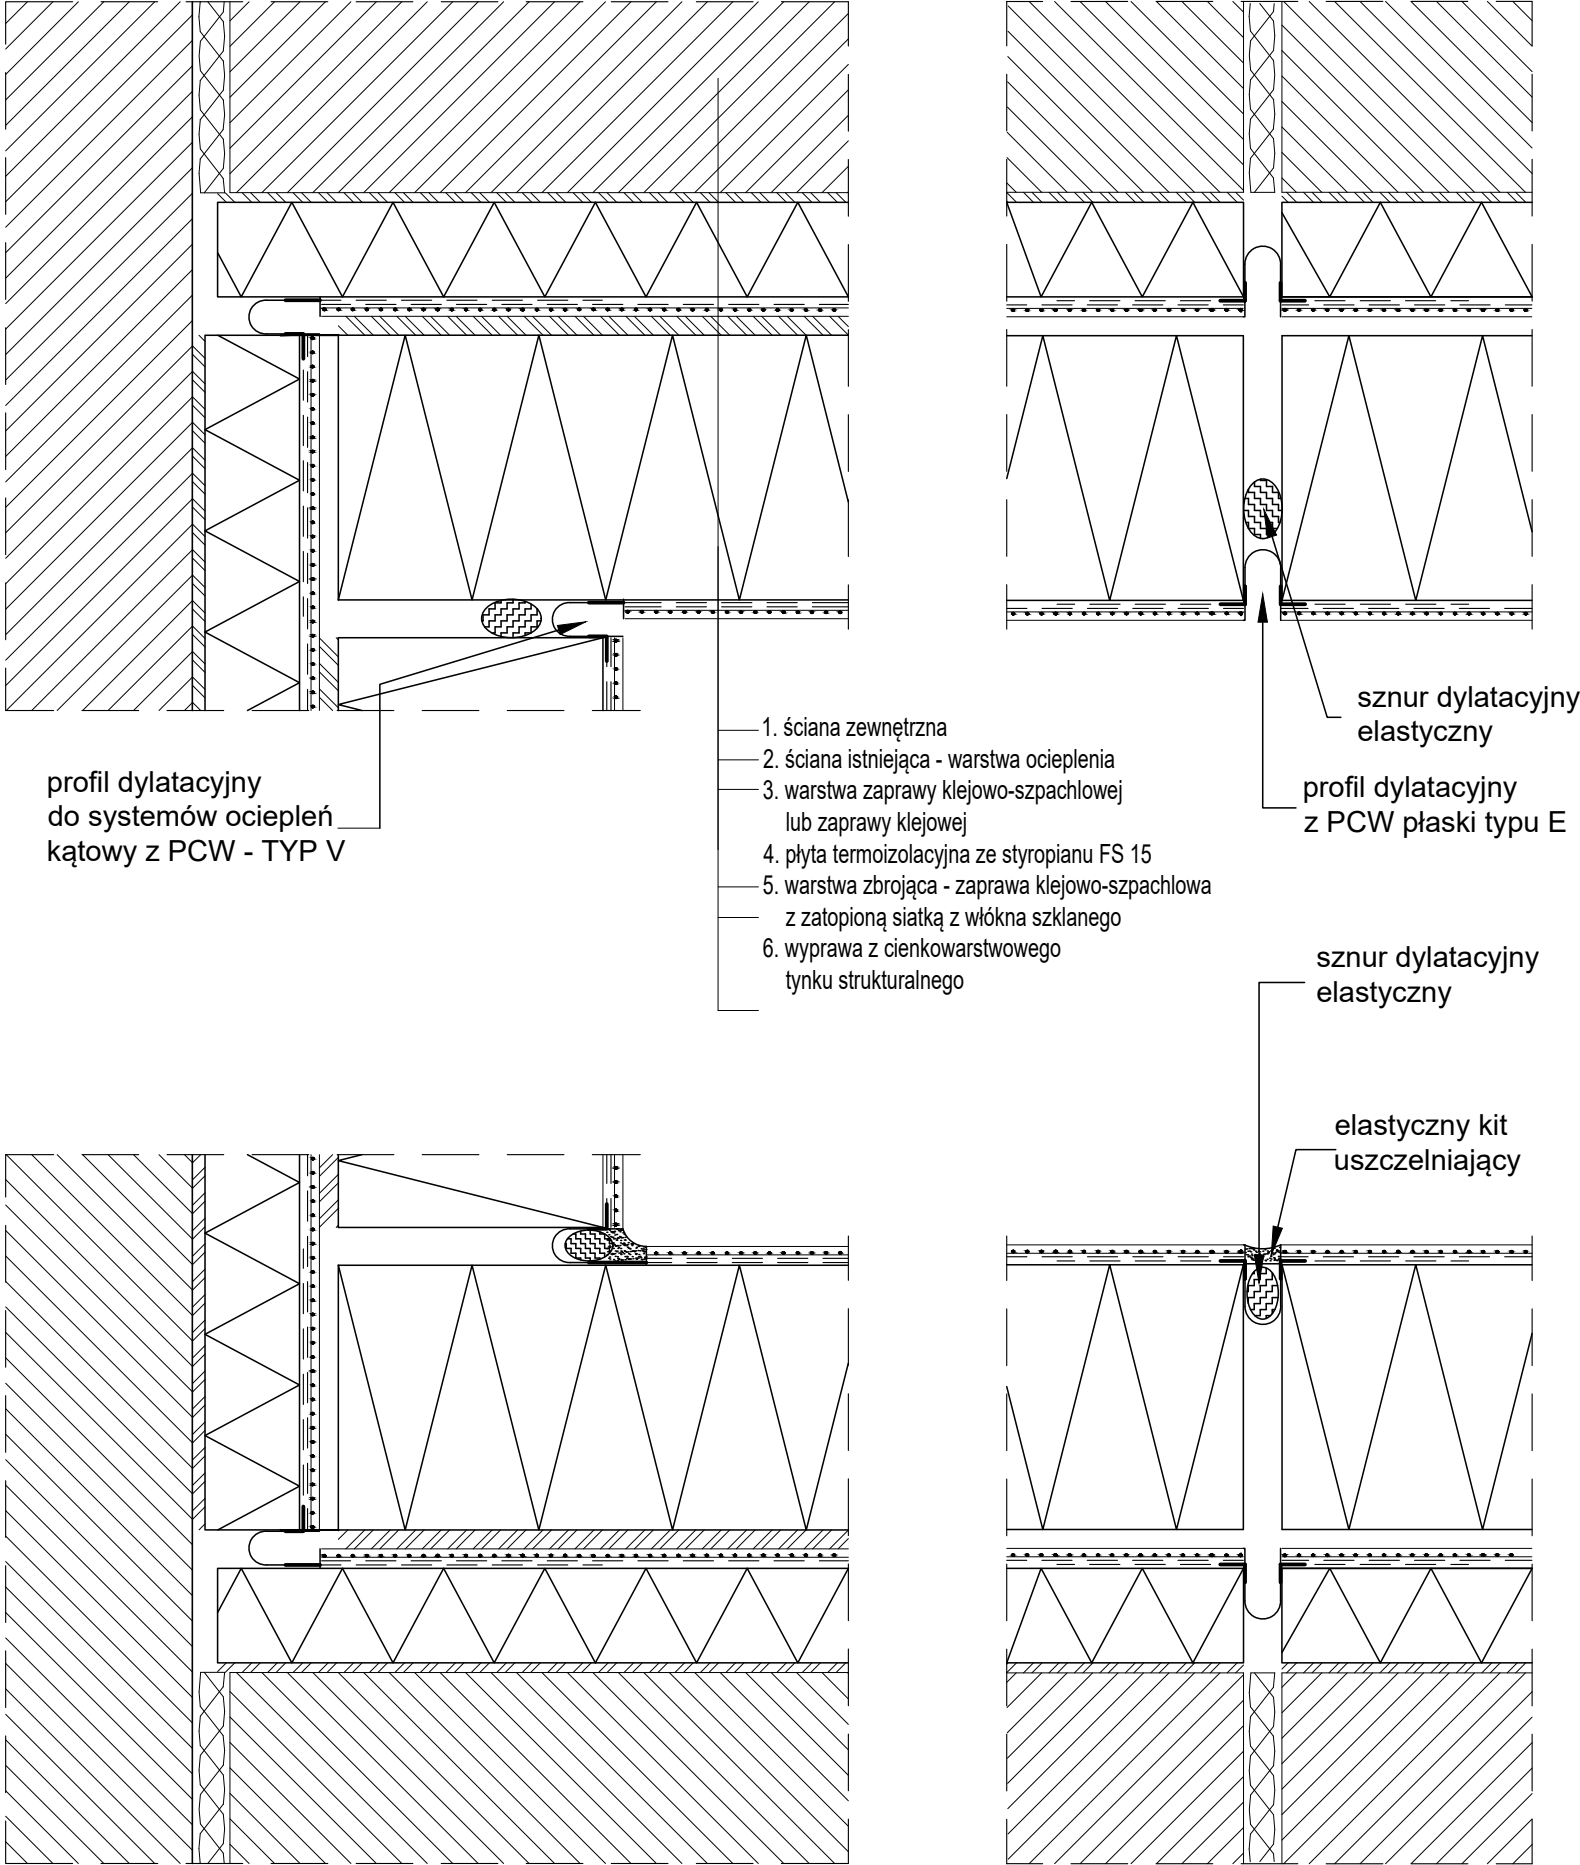 sznur dylatacyjny
elastyczny
1. ściana zewnętrzna
2. ściana istniejąca - warstwa ocieplenia
3. warstwa zaprawy klejowo-szpachlowej
lub zaprawy klejowej
4. płyta termoizolacyjna ze styropianu FS 15
5. warstwa zbrojąca - zaprawa klejowo-szpachlowa
z zatopioną siatką z włókna szklanego
6. wyprawa z cienkowarstwowego
tynku strukturalnego
profil dylatacyjny
do systemów ociepleń
kątowy z PCW - TYP V
profil dylatacyjny
z PCW płaski typu E
sznur dylatacyjny
elastyczny
elastyczny kit
uszczelniający